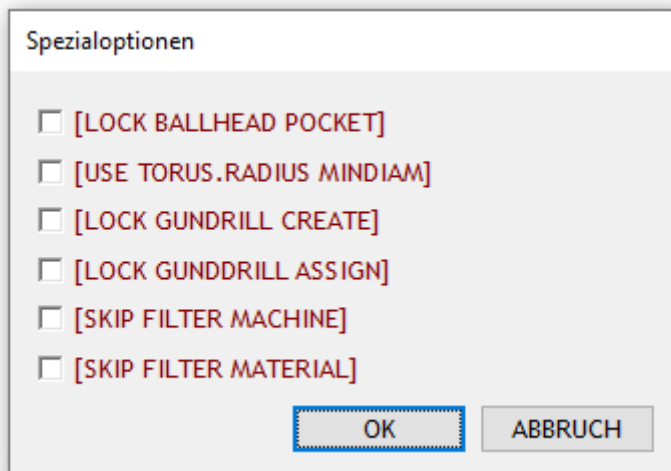 Spezialoptionen
[LOCK BALLHEAD POCKET]
[USE TORUS.RADIUS MINDIAM]
[LOCK GUNDRILL CREATE]
[LOCK GUNDDRILL ASSIGN]
[SKIP FILTER MACHINE]
[SKIP FILTER MATERIAL]
OK ABBRUCH